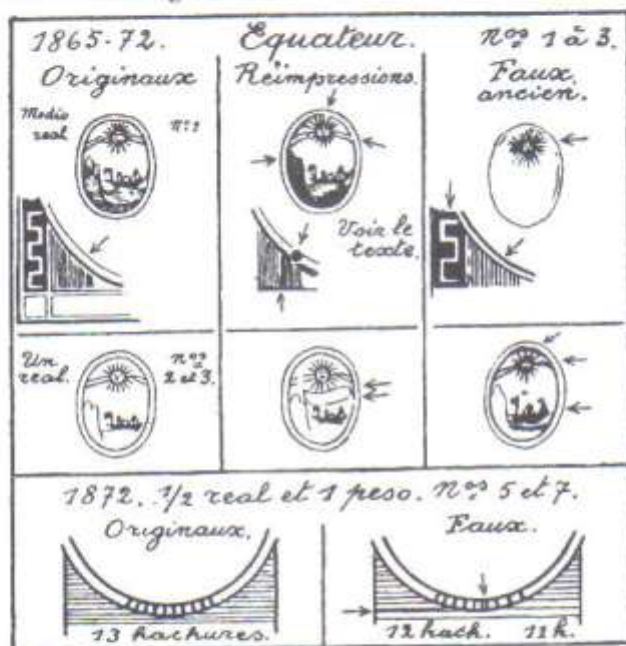 1865-72. Equateur. Nos 1 à 3.
Originaux Réimpressions. Faux ancien.
Medio real No 1
Voir le texte.
Un real. Nos 2 et 3.
1872. 1/2 real et 1 peso. Nos 5 et 7.
Originaux. Faux.
13 hachures. 12 hach. 11 h.